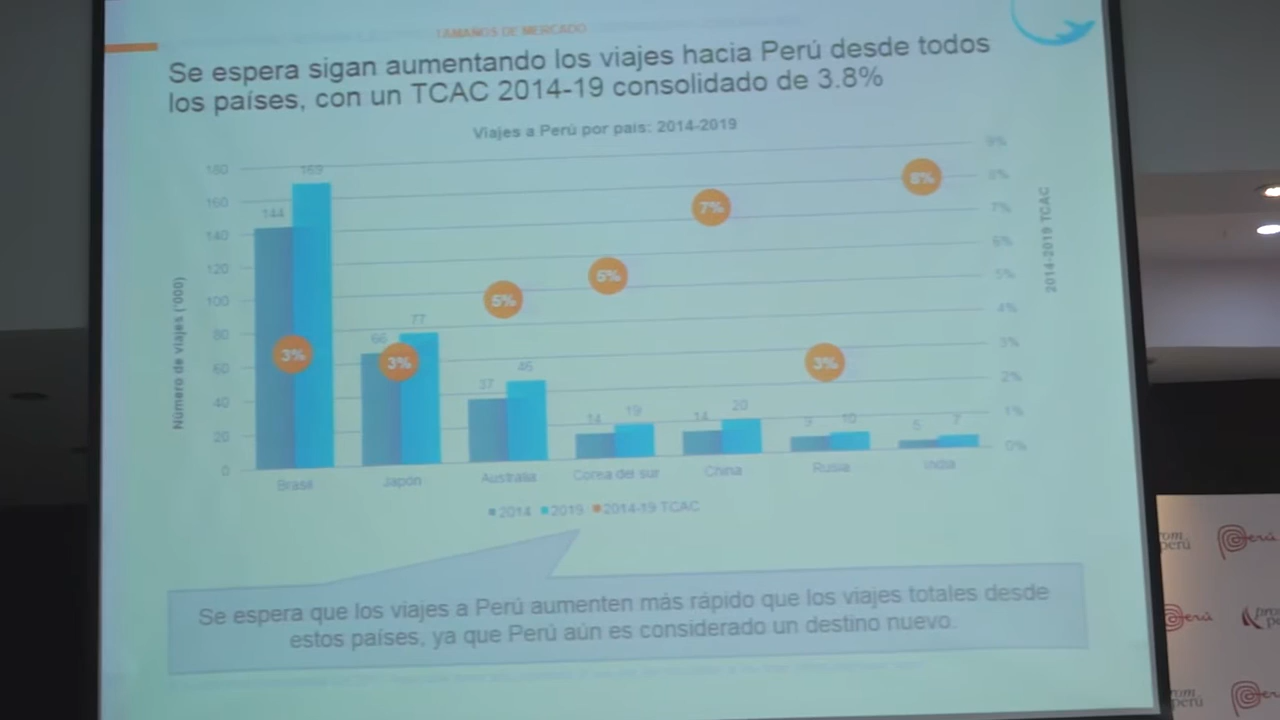 TAMAÑOS DE MERCADO
Se espera sigan aumentando los viajes hacia Perú desde todos
los países, con un TCAC 2014-19 consolidado de 3.8%
Viajes a Perú por país: 2014-2019
Número de viajes ('000)
180
160
140
120
100
80
60
40
20
0
9%
8%
7%
6%
5%
4%
3%
2%
1%
0%
2014-2019 TCAC
144 169
66 77
37 46
14 19
14 20
9 10
5 7
3% 3% 5% 7% 3% 8%
Brasil Japón Australia Corea del sur China Rusia India
2014 2019 2014-19 TCAC
Se espera que los viajes a Perú aumenten más rápido que los viajes totales desde
estos países, ya que Perú aún es considerado un destino nuevo.
perú Perú
perú
perú